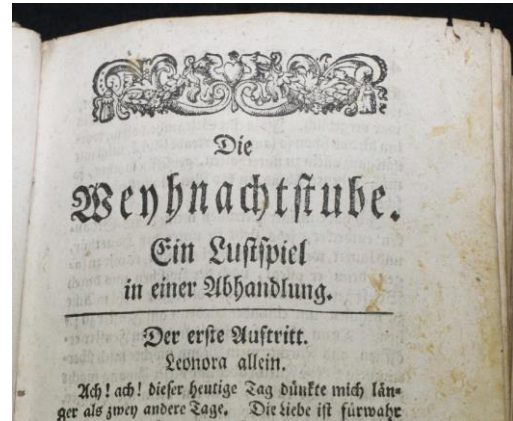 Die
Weyhnachtstube.
Ein Lustspiel
in einer Abhandlung.
Der erste Auftritt.
Leonora allein.
Ach! ach! dieser heutige Tag dünkte mich län=
ger als zwey andere Tage. Die Liebe ist fürwahr